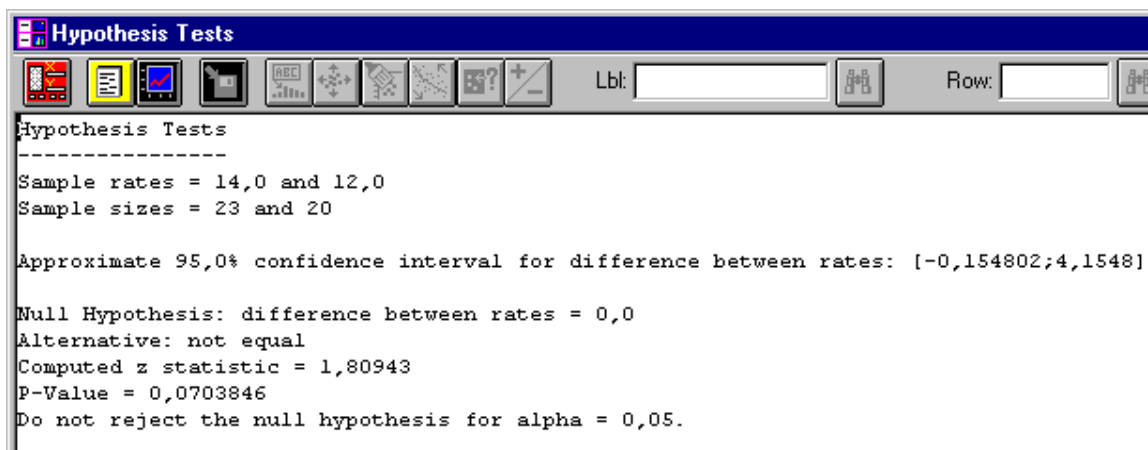 Hypothesis Tests
ABC
?
Lbl:
Row:
Hypothesis Tests
----------------
Sample rates = 14,0 and 12,0
Sample sizes = 23 and 20
Approximate 95,0% confidence interval for difference between rates: [-0,154802;4,1548]
Null Hypothesis: difference between rates = 0,0
Alternative: not equal
Computed z statistic = 1,80943
P-Value = 0,0703846
Do not reject the null hypothesis for alpha = 0,05.